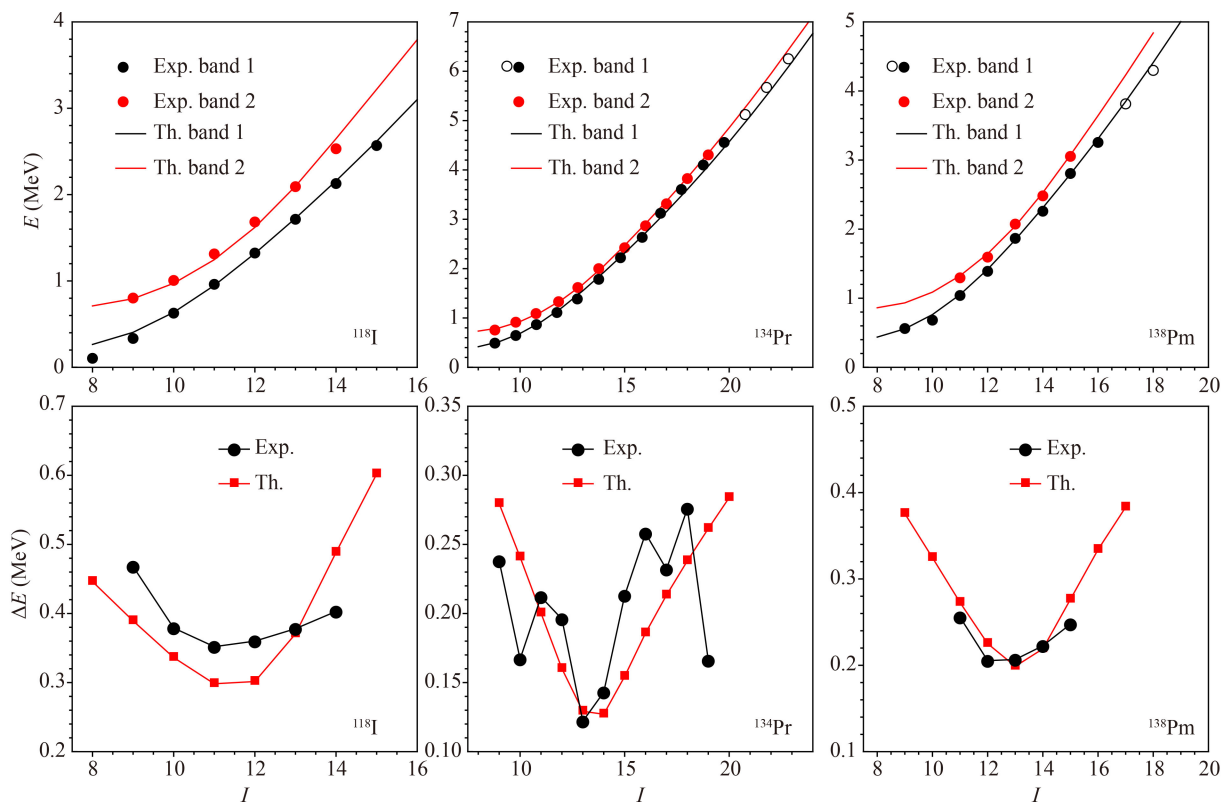 4
3
2
1
0
E (MeV)
Exp. band 1
Exp. band 2
Th. band 1
Th. band 2
¹¹⁸I
8 10 12 14 16
7
6
5
4
3
2
1
0
Exp. band 1
Exp. band 2
Th. band 1
Th. band 2
¹³⁴Pr
10 15 20
5
4
3
2
1
0
Exp. band 1
Exp. band 2
Th. band 1
Th. band 2
¹³⁸Pm
8 10 12 14 16 18 20
0.7
0.6
0.5
0.4
0.3
0.2
ΔE (MeV)
Exp.
Th.
¹¹⁸I
8 10 12 14 16
I
0.35
0.30
0.25
0.20
0.15
0.10
Exp.
Th.
¹³⁴Pr
10 15 20
I
0.5
0.4
0.3
0.2
0.1
Exp.
Th.
¹³⁸Pm
8 10 12 14 16 18 20
I